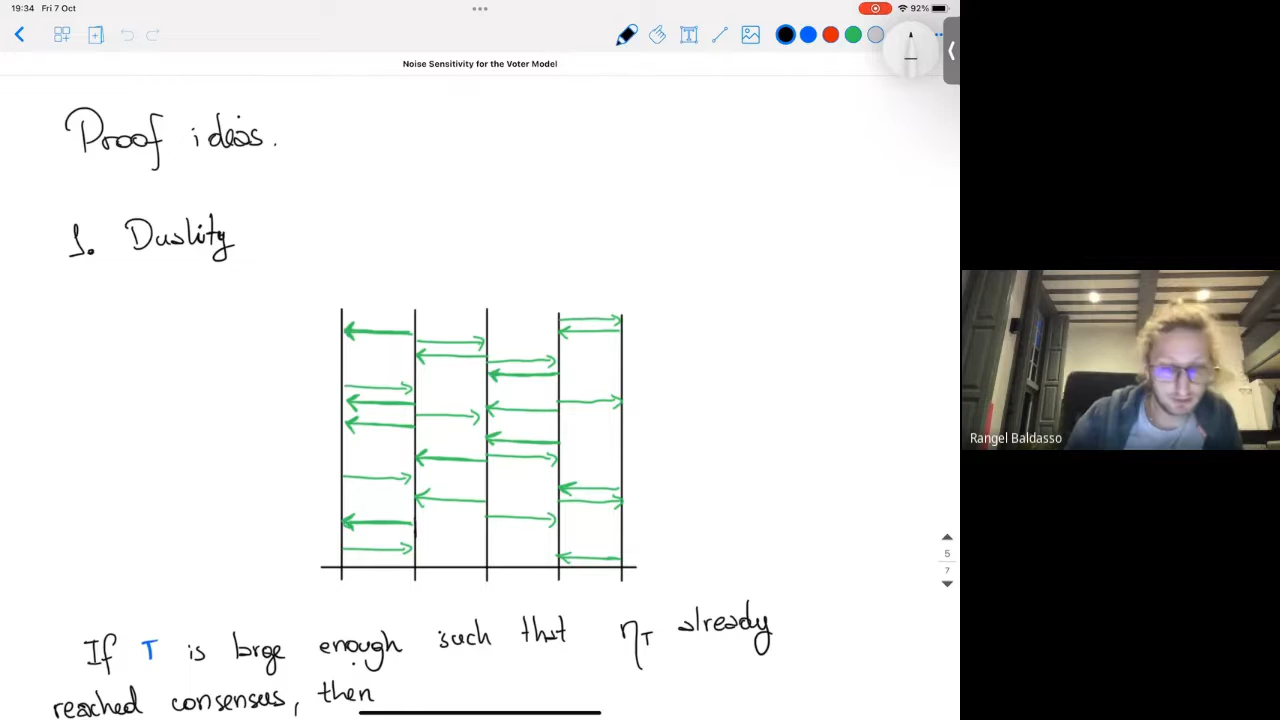 19:34 Fri 7 Oct
92%
Noise Sensitivity for the Voter Model
Proof ideas.
1. Duality
Rangel Baldasso
5
7
If T is large enough such that η_T already
reached consensus, then